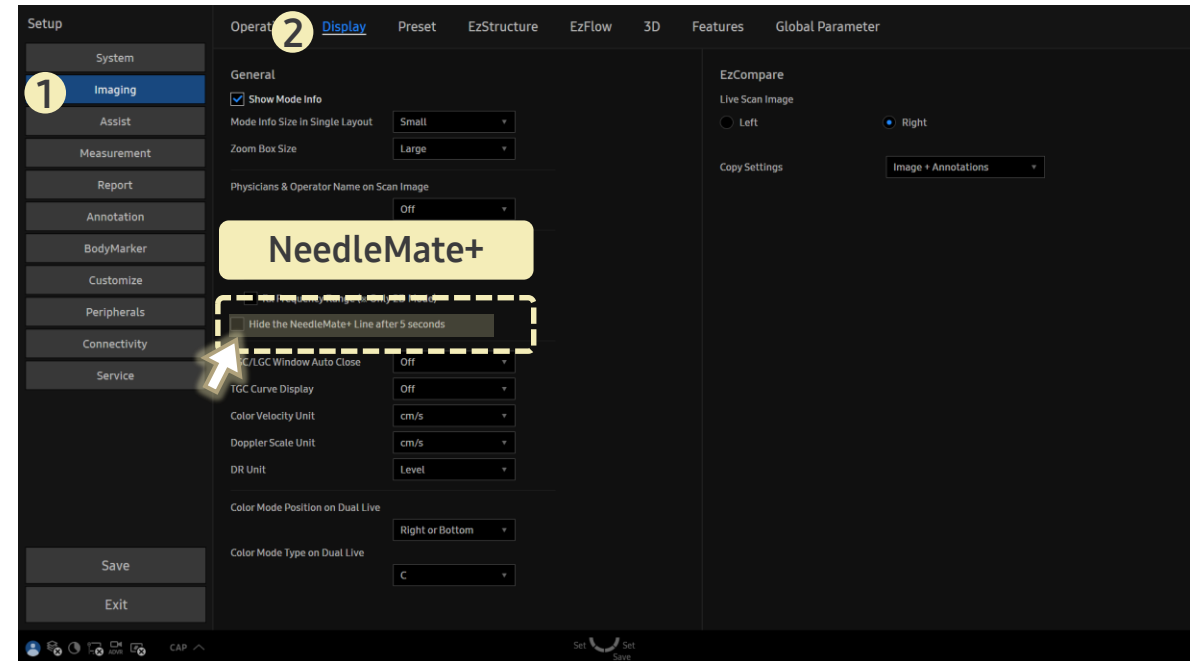 Setup
System
Imaging
Assist
Measurement
Report
Annotation
BodyMarker
Customize
Peripherals
Connectivity
Service
Save
Exit
1
2
Display Preset EzStructure EzFlow 3D Features Global Parameter
General
Show Mode Info
Mode Info Size in Single Layout Small
Zoom Box Size Large
Physicians & Operator Name on Scan Image
Off
NeedleMate+
Hide the NeedleMate+ Line after 5 seconds
/LGC Window Auto Close Off
TGC Curve Display Off
Color Velocity Unit cm/s
Doppler Scale Unit cm/s
DR Unit Level
Color Mode Position on Dual Live
Right or Bottom
Color Mode Type on Dual Live
C
EzCompare
Live Scan Image
Left Right
Copy Settings Image + Annotations
CAP
Set Set
Save